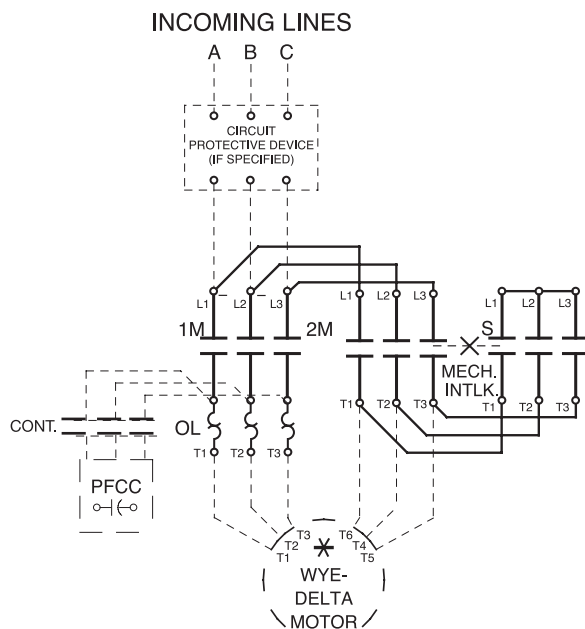 INCOMING LINES
A B C
CIRCUIT
PROTECTIVE DEVICE
(IF SPECIFIED)
L1 L2 L3 L1 L2 L3 L1 L2 L3
1M 2M S
MECH.
INTLK.
T1 T2 T3 T1 T2 T3
CONT. OL
T1 T2 T3
PFCC
T3 T6
T2 T4
T1 T5
WYE-
DELTA
MOTOR